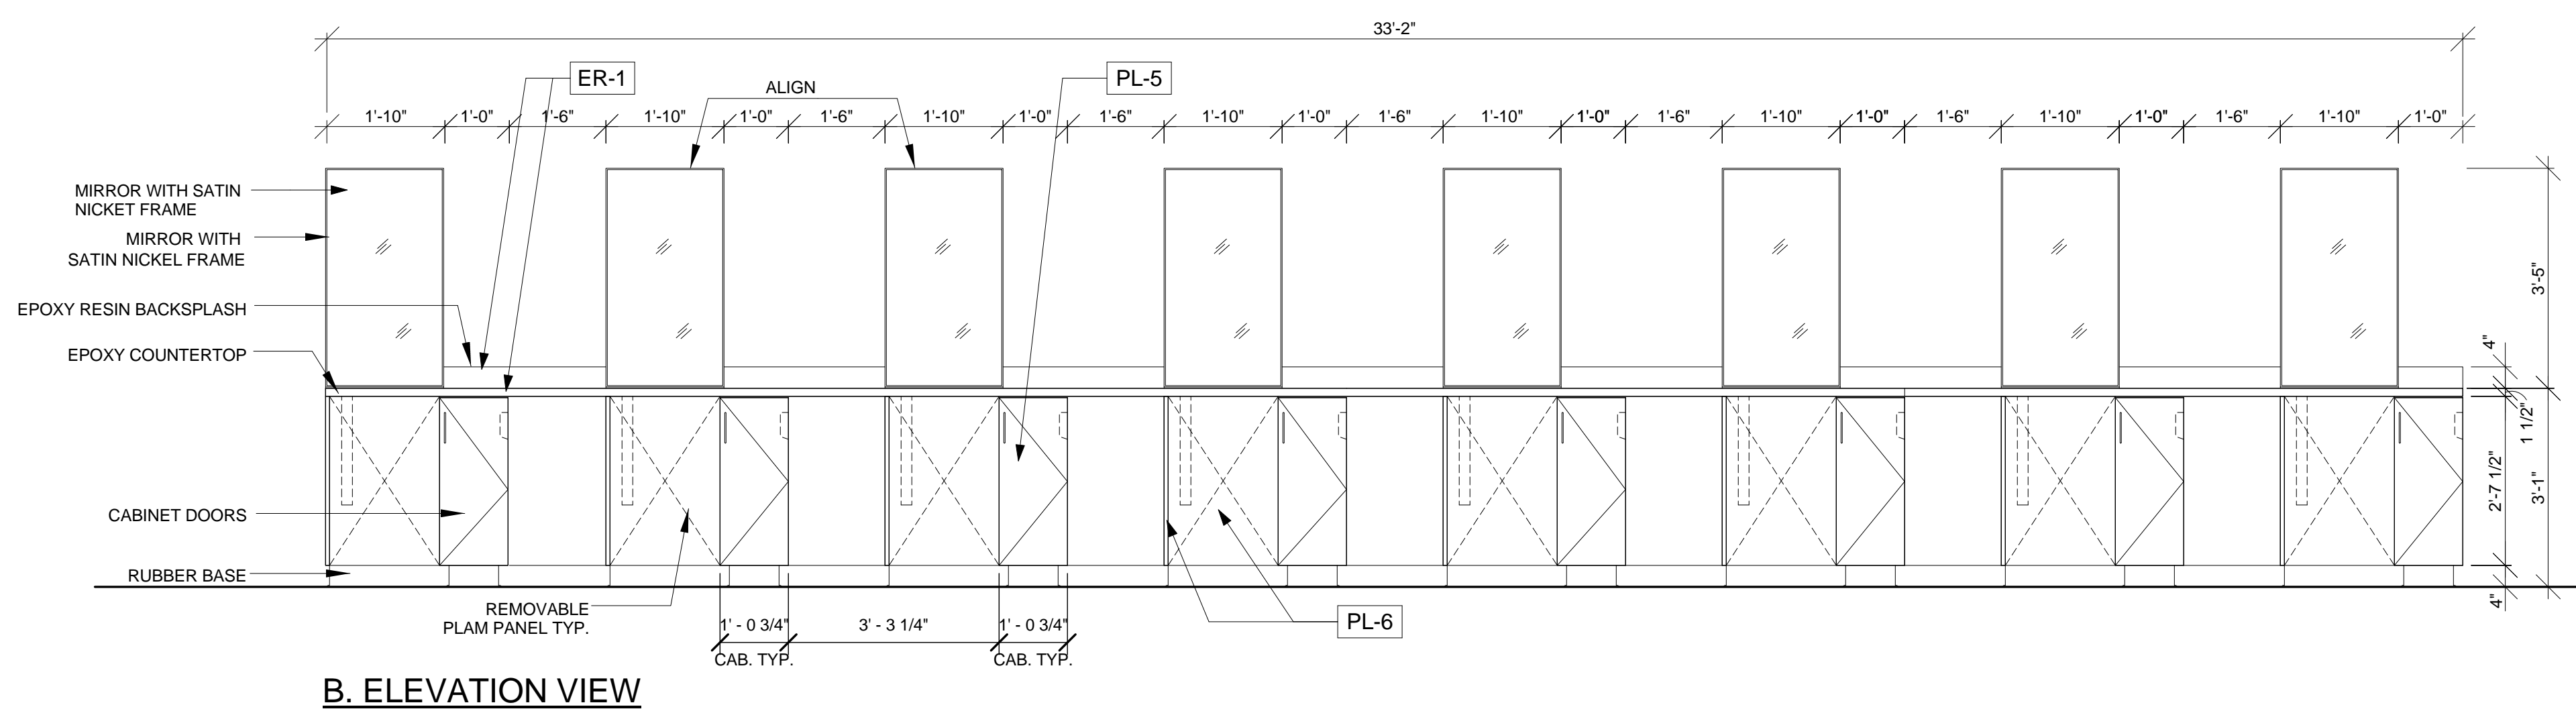 33'-2"
ER-1
PL-5
ALIGN
1'-10" 1'-0" 1'-6" 1'-10" 1'-0" 1'-6" 1'-10" 1'-0" 1'-6" 1'-10" 1'-0" 1'-6" 1'-10" 1'-0" 1'-6" 1'-10" 1'-0" 1'-6" 1'-10" 1'-0" 1'-6" 1'-10" 1'-0"
MIRROR WITH SATIN
NICKET FRAME
MIRROR WITH
SATIN NICKEL FRAME
EPOXY RESIN BACKSPLASH
EPOXY COUNTERTOP
CABINET DOORS
RUBBER BASE
REMOVABLE
PLAM PANEL TYP.
1' - 0 3/4" 3' - 3 1/4" 1' - 0 3/4"
CAB. TYP. CAB. TYP.
PL-6
3'-5"
4"
1 1/2"
2'-7 1/2"
3'-1"
4"
B. ELEVATION VIEW